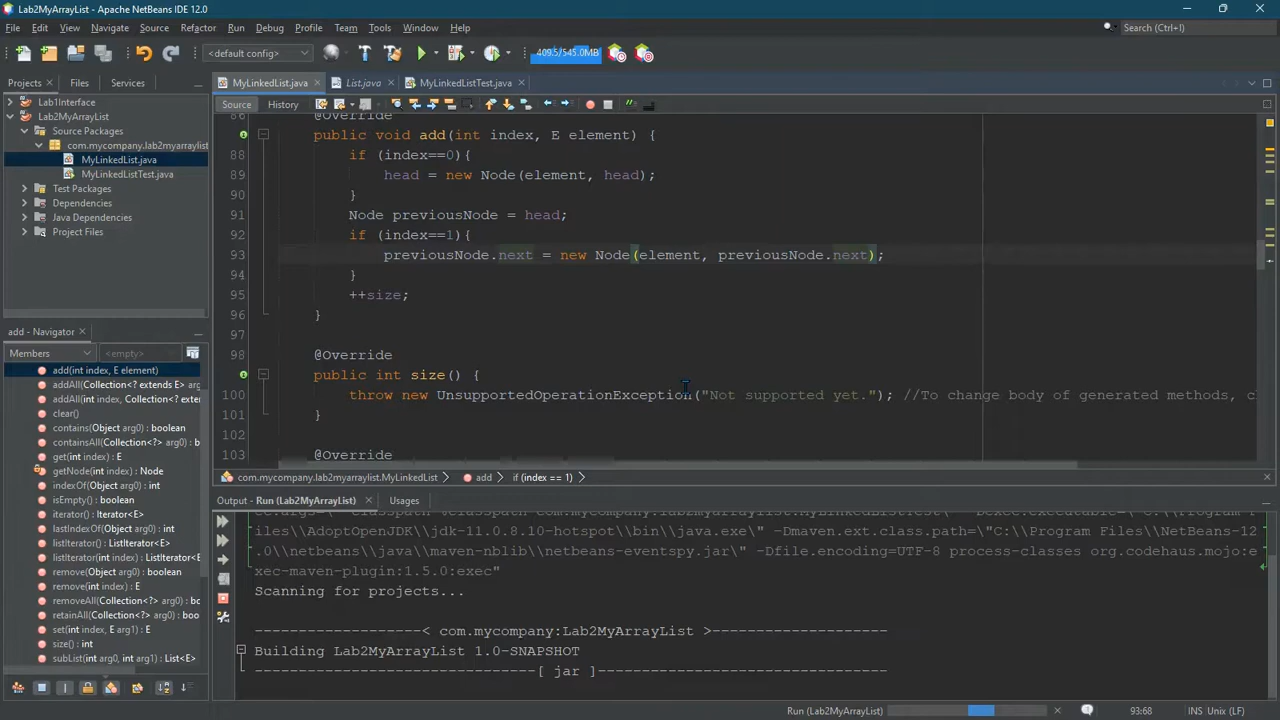 Lab2MyArrayList - Apache NetBeans IDE 12.0
File Edit View Navigate Source Refactor Run Debug Profile Team Tools Window Help
Search (Ctrl+I)
<default config>
409.5/545.0MB
Projects Files Services
MyLinkedList.java List.java MyLinkedListTest.java
Lab1Interface
Lab2MyArrayList
Source Packages
com.mycompany.lab2myarraylist
MyLinkedList.java
MyLinkedListTest.java
Test Packages
Dependencies
Java Dependencies
Project Files
Source History
86 @Override
public void add(int index, E element) {
88 if (index==0){
89 head = new Node(element, head);
90 }
91 Node previousNode = head;
92 if (index==1){
93 previousNode.next = new Node(element, previousNode.next);
94 }
95 ++size;
96 }
97
98 @Override
public int size() {
100 throw new UnsupportedOperationException("Not supported yet."); //To change body of generated methods, c
101 }
102
103 @Override
com.mycompany.lab2myarraylist.MyLinkedList add if (index == 1)
add - Navigator
Members <empty>
add(int index, E element)
addAll(Collection<? extends E> arg0)
addAll(int index, Collection<? extends E> arg0)
clear()
contains(Object arg0) : boolean
containsAll(Collection<?> arg0)
get(int index) : E
getNode(int index) : Node
indexOf(Object arg0) : int
isEmpty() : boolean
iterator() : Iterator<E>
lastIndexOf(Object arg0) : int
listIterator() : ListIterator<E>
listIterator(int index) : ListIterator<E>
remove(Object arg0) : boolean
remove(int index) : E
removeAll(Collection<?> arg0) : boo
retainAll(Collection<?> arg0) : boo
set(int index, E arg1) : E
size() : int
subList(int arg0, int arg1) : List<E>
Output - Run (Lab2MyArrayList) Usages
iles\\AdoptOpenJDK\\jdk-11.0.8.10-hotspot\\bin\\java.exe\" -Dmaven.ext.class.path=\"C:\\Program Files\\NetBeans-12
.0\\netbeans\\java\\maven-nblib\\netbeans-eventspy.jar\" -Dfile.encoding=UTF-8 process-classes org.codehaus.mojo:e
xec-maven-plugin:1.5.0:exec"
Scanning for projects...
------------------< com.mycompany:Lab2MyArrayList >-------------------
Building Lab2MyArrayList 1.0-SNAPSHOT
--------------------------------[ jar ]---------------------------------
Run (Lab2MyArrayList) 93:68 INS Unix (LF)